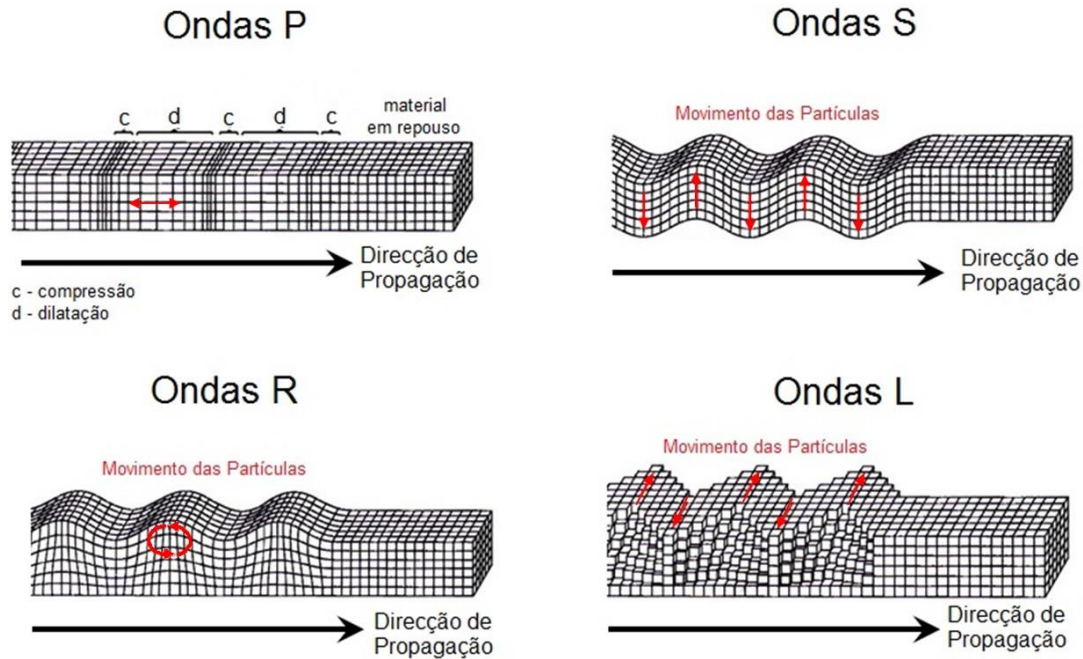 Ondas P
c d c d c
material
em repouso
Direcção de
Propagação
c - compressão
d - dilatação
Ondas S
Movimento das Partículas
Direcção de
Propagação
Ondas R
Movimento das Partículas
Direcção de
Propagação
Ondas L
Movimento das Partículas
Direcção de
Propagação